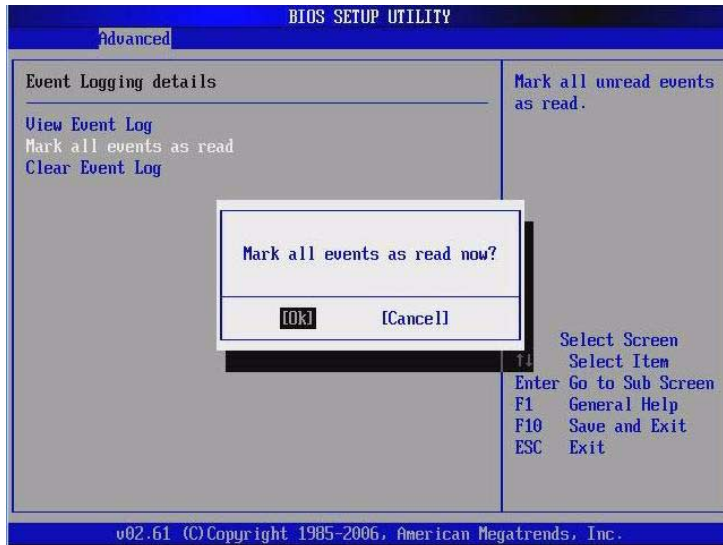 BIOS SETUP UTILITY
Advanced
Event Logging details
View Event Log
Mark all events as read
Clear Event Log
Mark all unread events
as read.
Mark all events as read now?
[Ok] [Cancel]
Select Screen
↑↓ Select Item
Enter Go to Sub Screen
F1 General Help
F10 Save and Exit
ESC Exit
v02.61 (C)Copyright 1985-2006, American Megatrends, Inc.